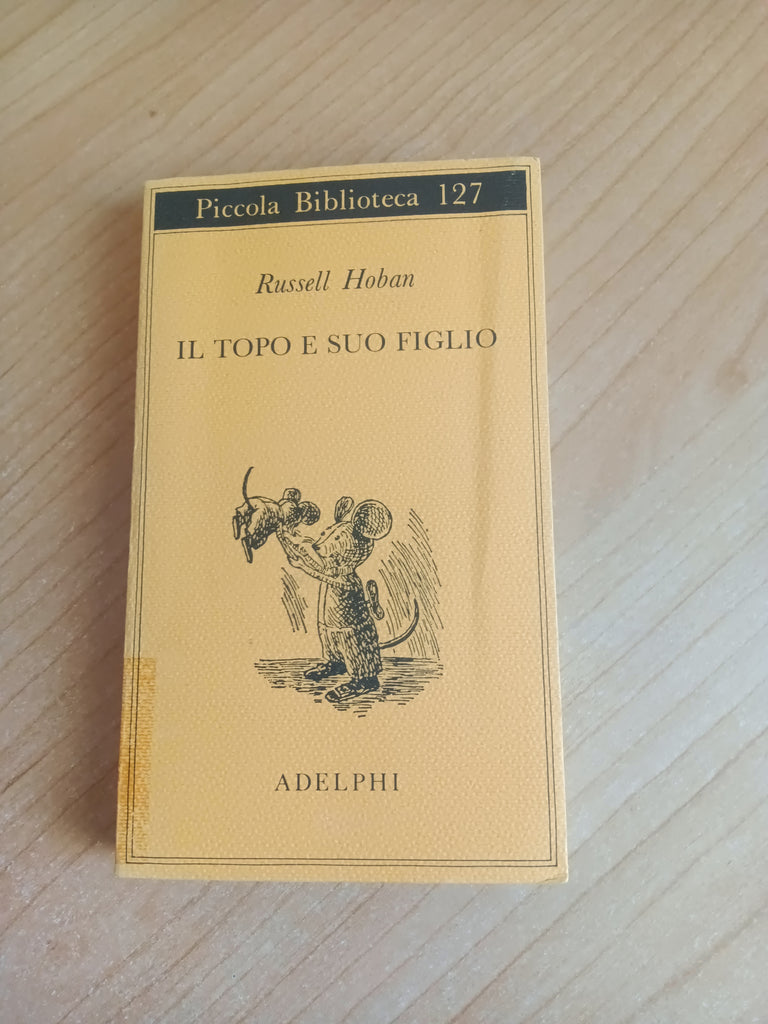 Piccola Biblioteca 127
Russell Hoban
IL TOPO E SUO FIGLIO
ADELPHI